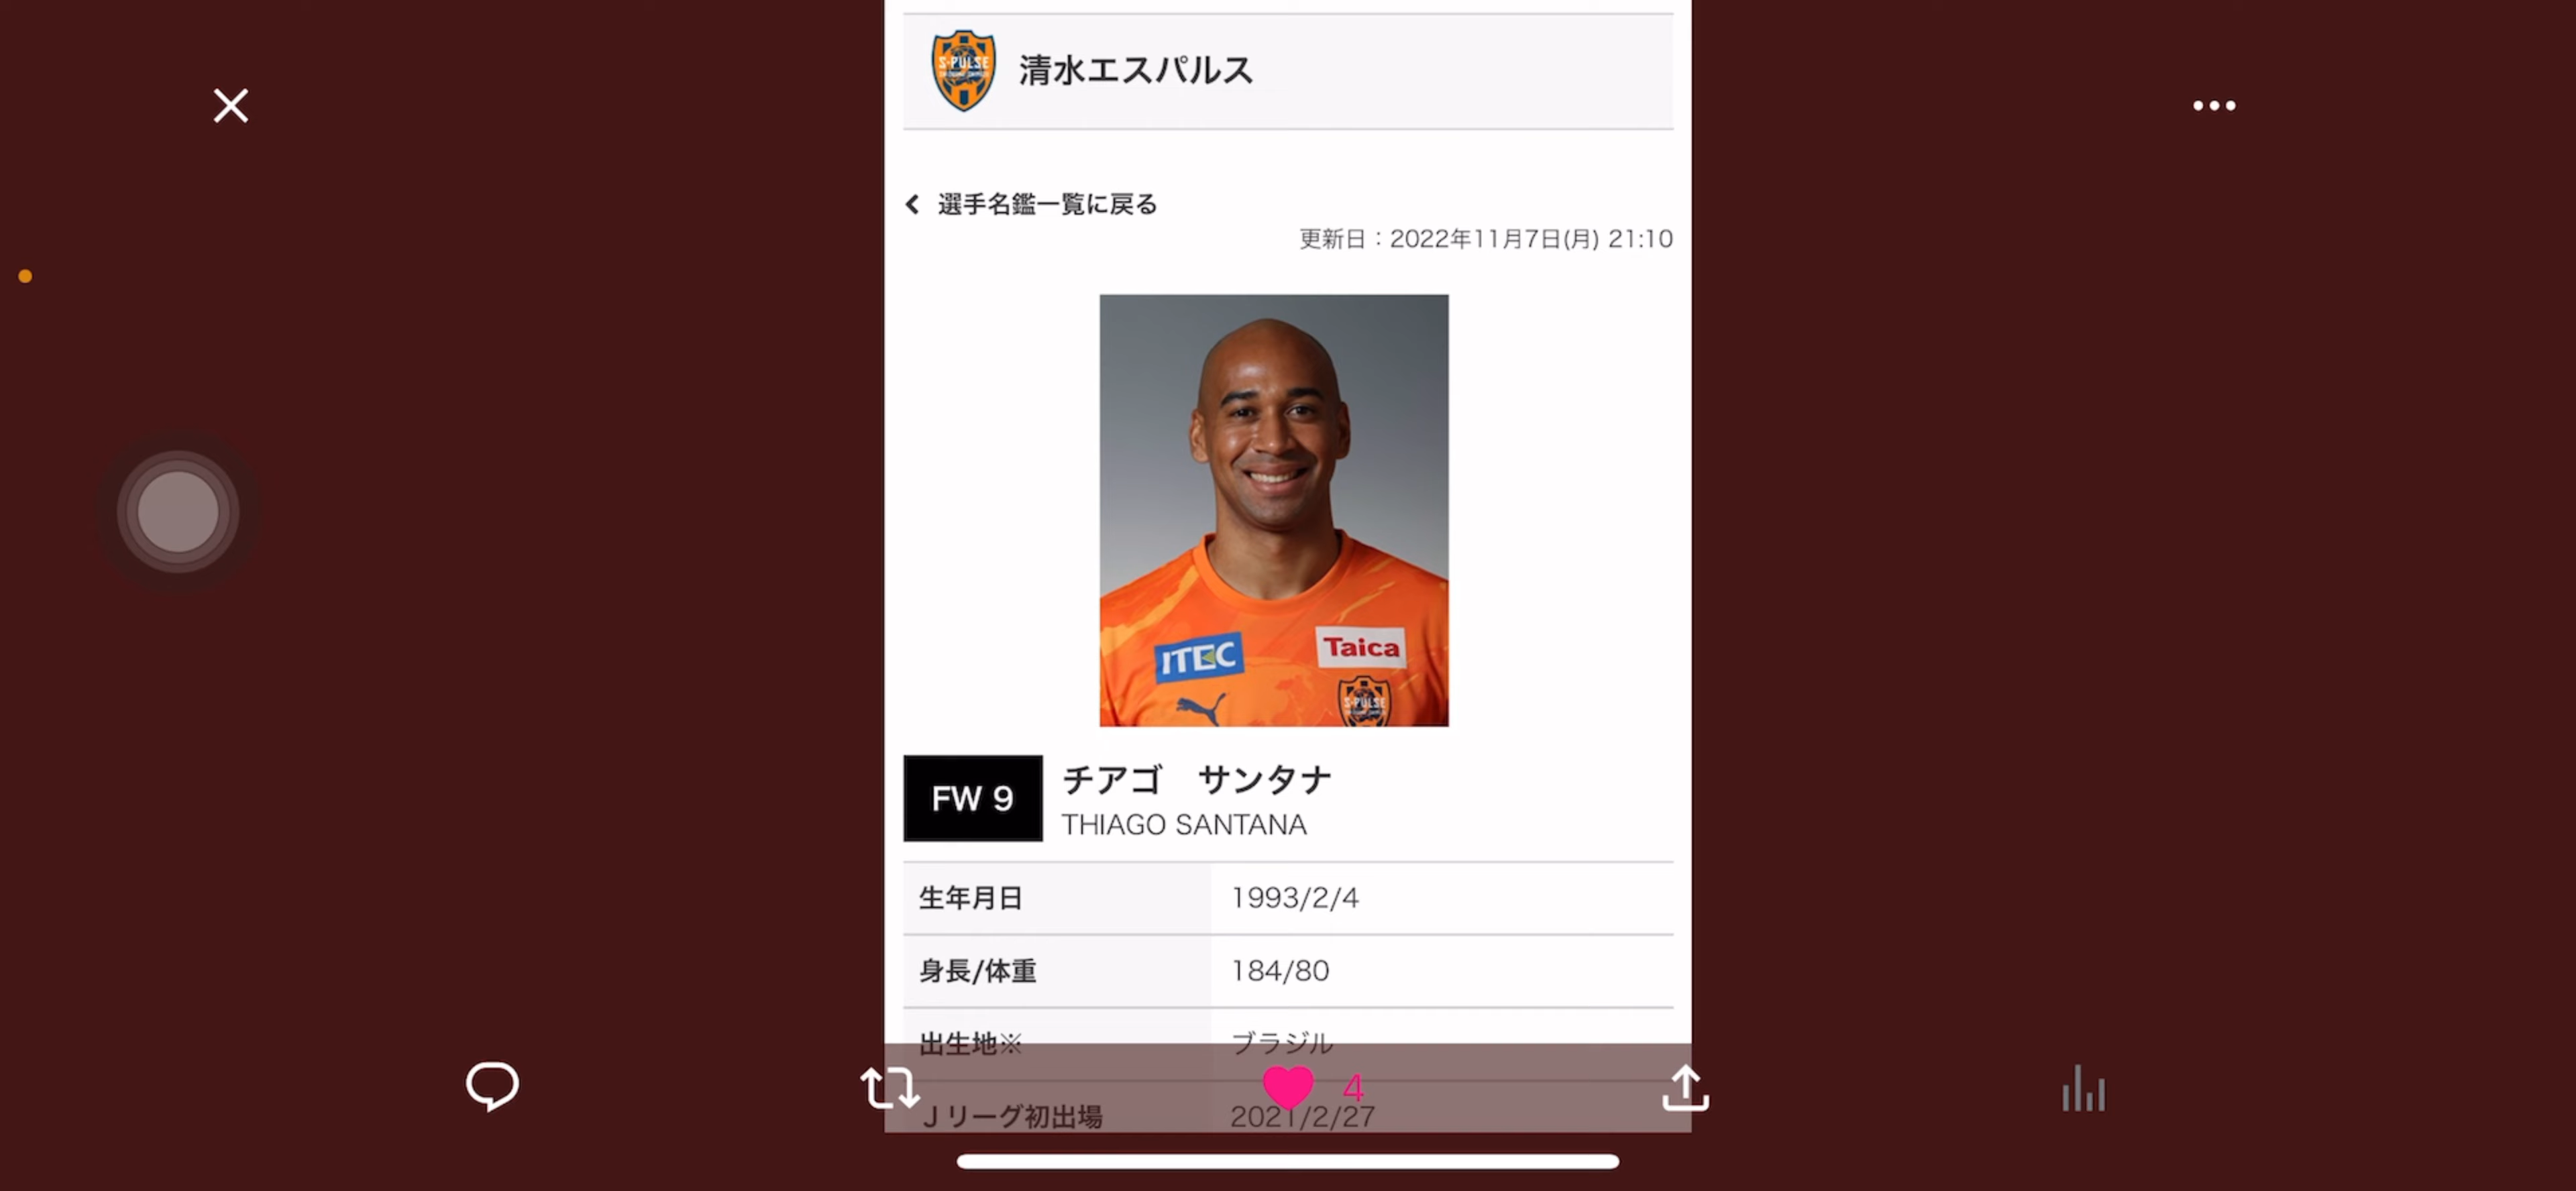 S-PULSE
清水エスパルス
選手名鑑一覧に戻る
更新日:2022年11月7日(月) 21:10
ITEC
Taica
S-PULSE
FW 9
チアゴ サンタナ
THIAGO SANTANA
生年月日 1993/2/4
身長/体重 184/80
出生地※ ブラジル
4
Jリーグ初出場 2021/2/27